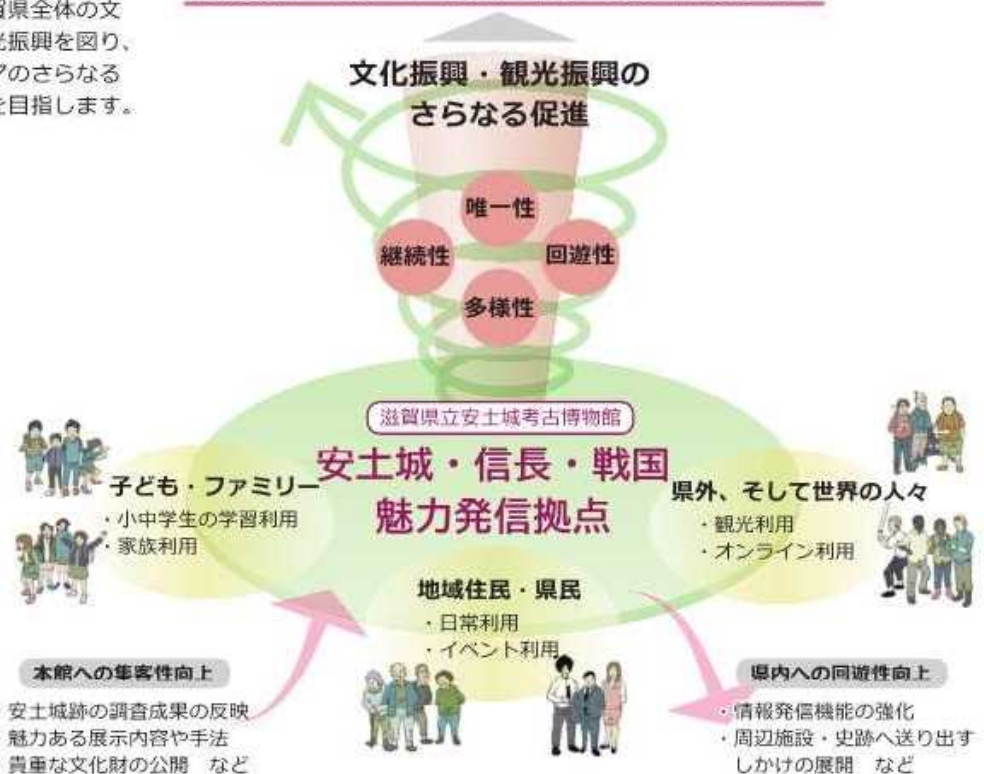 賀県全体の文
光振興を図り、
アのさらなる
を目指します。
文化振興・観光振興の
さらなる促進
唯一性
継続性
回遊性
多様性
滋賀県立安土城考古博物館
安土城・信長・戦国
魅力発信拠点
子ども・ファミリー
・小中学生の学習利用
・家族利用
県外、そして世界の人々
・観光利用
・オンライン利用
地域住民・県民
・日常利用
・イベント利用
本館への集客性向上
安土城跡の調査成果の反映
魅力ある展示内容や手法
貴重な文化財の公開 など
県内への回遊性向上
・情報発信機能の強化
・周辺施設・史跡へ送り出す
しかけの展開 など